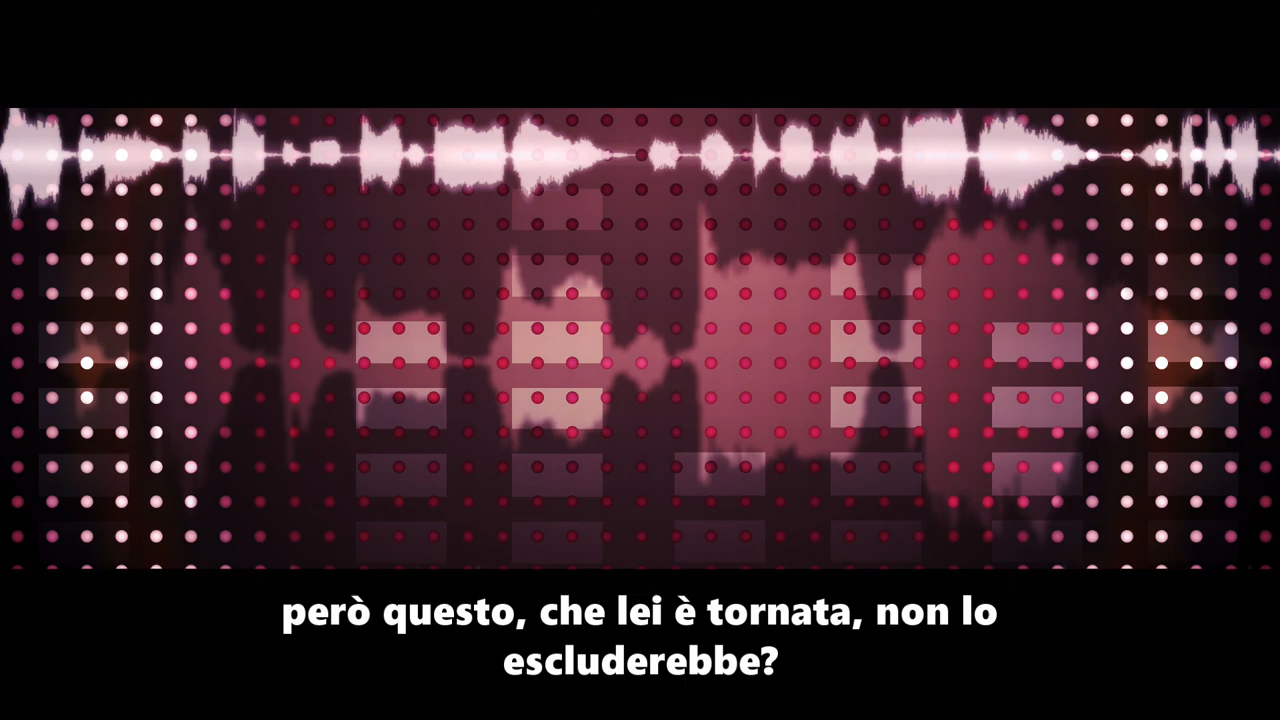 però questo, che lei è tornata, non lo
escluderebbe?